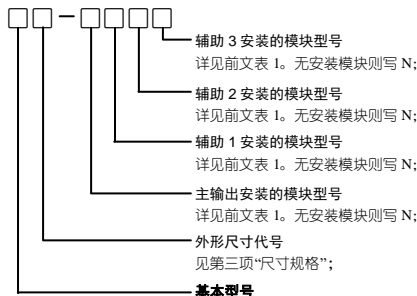 辅助 3 安装的模块型号
详见前文表 1。无安装模块则写 N;
辅助 2 安装的模块型号
详见前文表 1。无安装模块则写 N;
辅助 1 安装的模块型号
详见前文表 1。无安装模块则写 N;
主输出安装的模块型号
详见前文表 1。无安装模块则写 N;
外形尺寸代号
见第三项“尺寸规格”;
基本型号